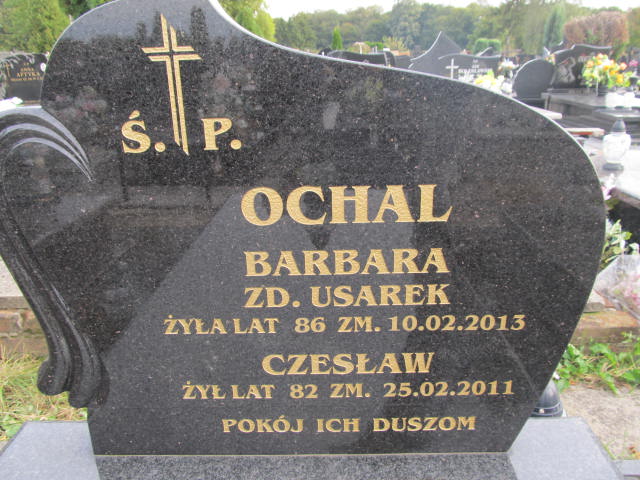 Ś. P.
OCHAL
BARBARA
ZD. USAREK
ŻYŁA LAT 86 ZM. 10.02.2013
CZESŁAW
ŻYŁ LAT 82 ZM. 25.02.2011
POKÓJ ICH DUSZOM
APTYKA